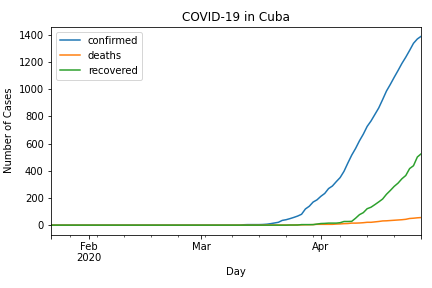 COVID-19 in Cuba
confirmed
deaths
recovered
Number of Cases
1400
1200
1000
800
600
400
200
0
Feb
2020
Mar
Apr
Day